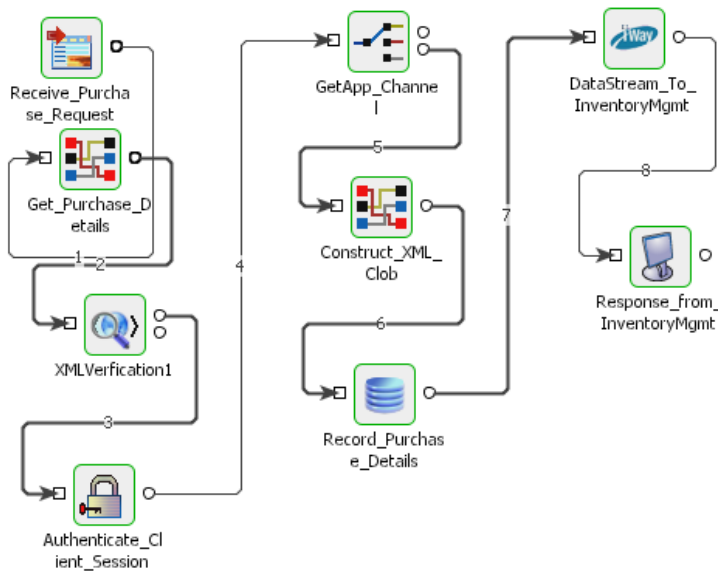 Receive_Purcha
se_Request
1
Get_Purchase_D
etails
2
XMLVerfication1
3
Authenticate_Cl
ient_Session
4
GetApp_Channe
l
5
Construct_XML_
Clob
6
Record_Purchas
e_Details
7
iWay
DataStream_To_
InventoryMgmt
8
Response_from_
InventoryMgmt